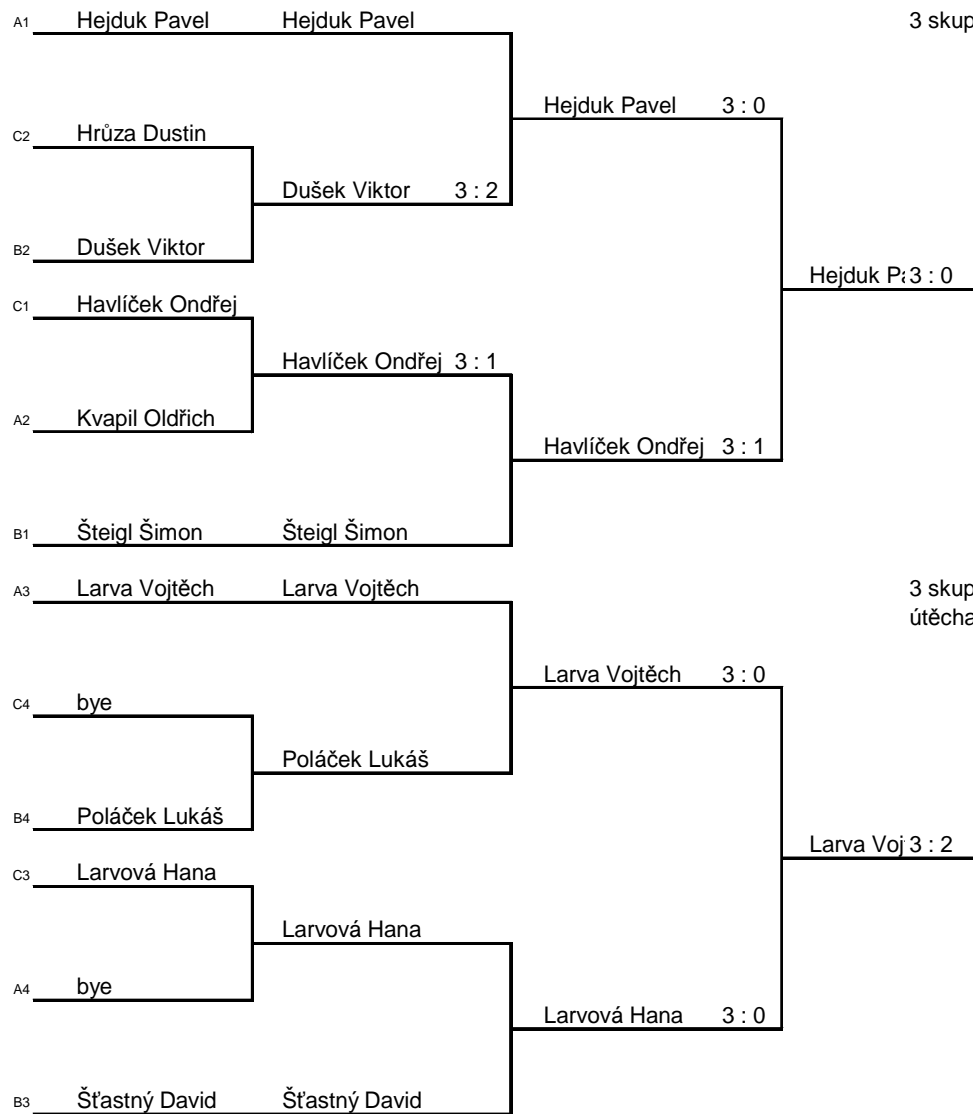 A1 Hejduk Pavel Hejduk Pavel 3 skup
Hejduk Pavel 3 : 0
C2 Hrůza Dustin
Dušek Viktor 3 : 2
B2 Dušek Viktor
Hejduk Pa 3 : 0
C1 Havlíček Ondřej
Havlíček Ondřej 3 : 1
A2 Kvapil Oldřich
Havlíček Ondřej 3 : 1
B1 Šteigl Šimon Šteigl Šimon
A3 Larva Vojtěch Larva Vojtěch 3 skup
útěcha
Larva Vojtěch 3 : 0
C4 bye
Poláček Lukáš
B4 Poláček Lukáš
Larva Voj 3 : 2
C3 Larvová Hana
Larvová Hana
A4 bye
Larvová Hana 3 : 0
B3 Šťastný David Šťastný David